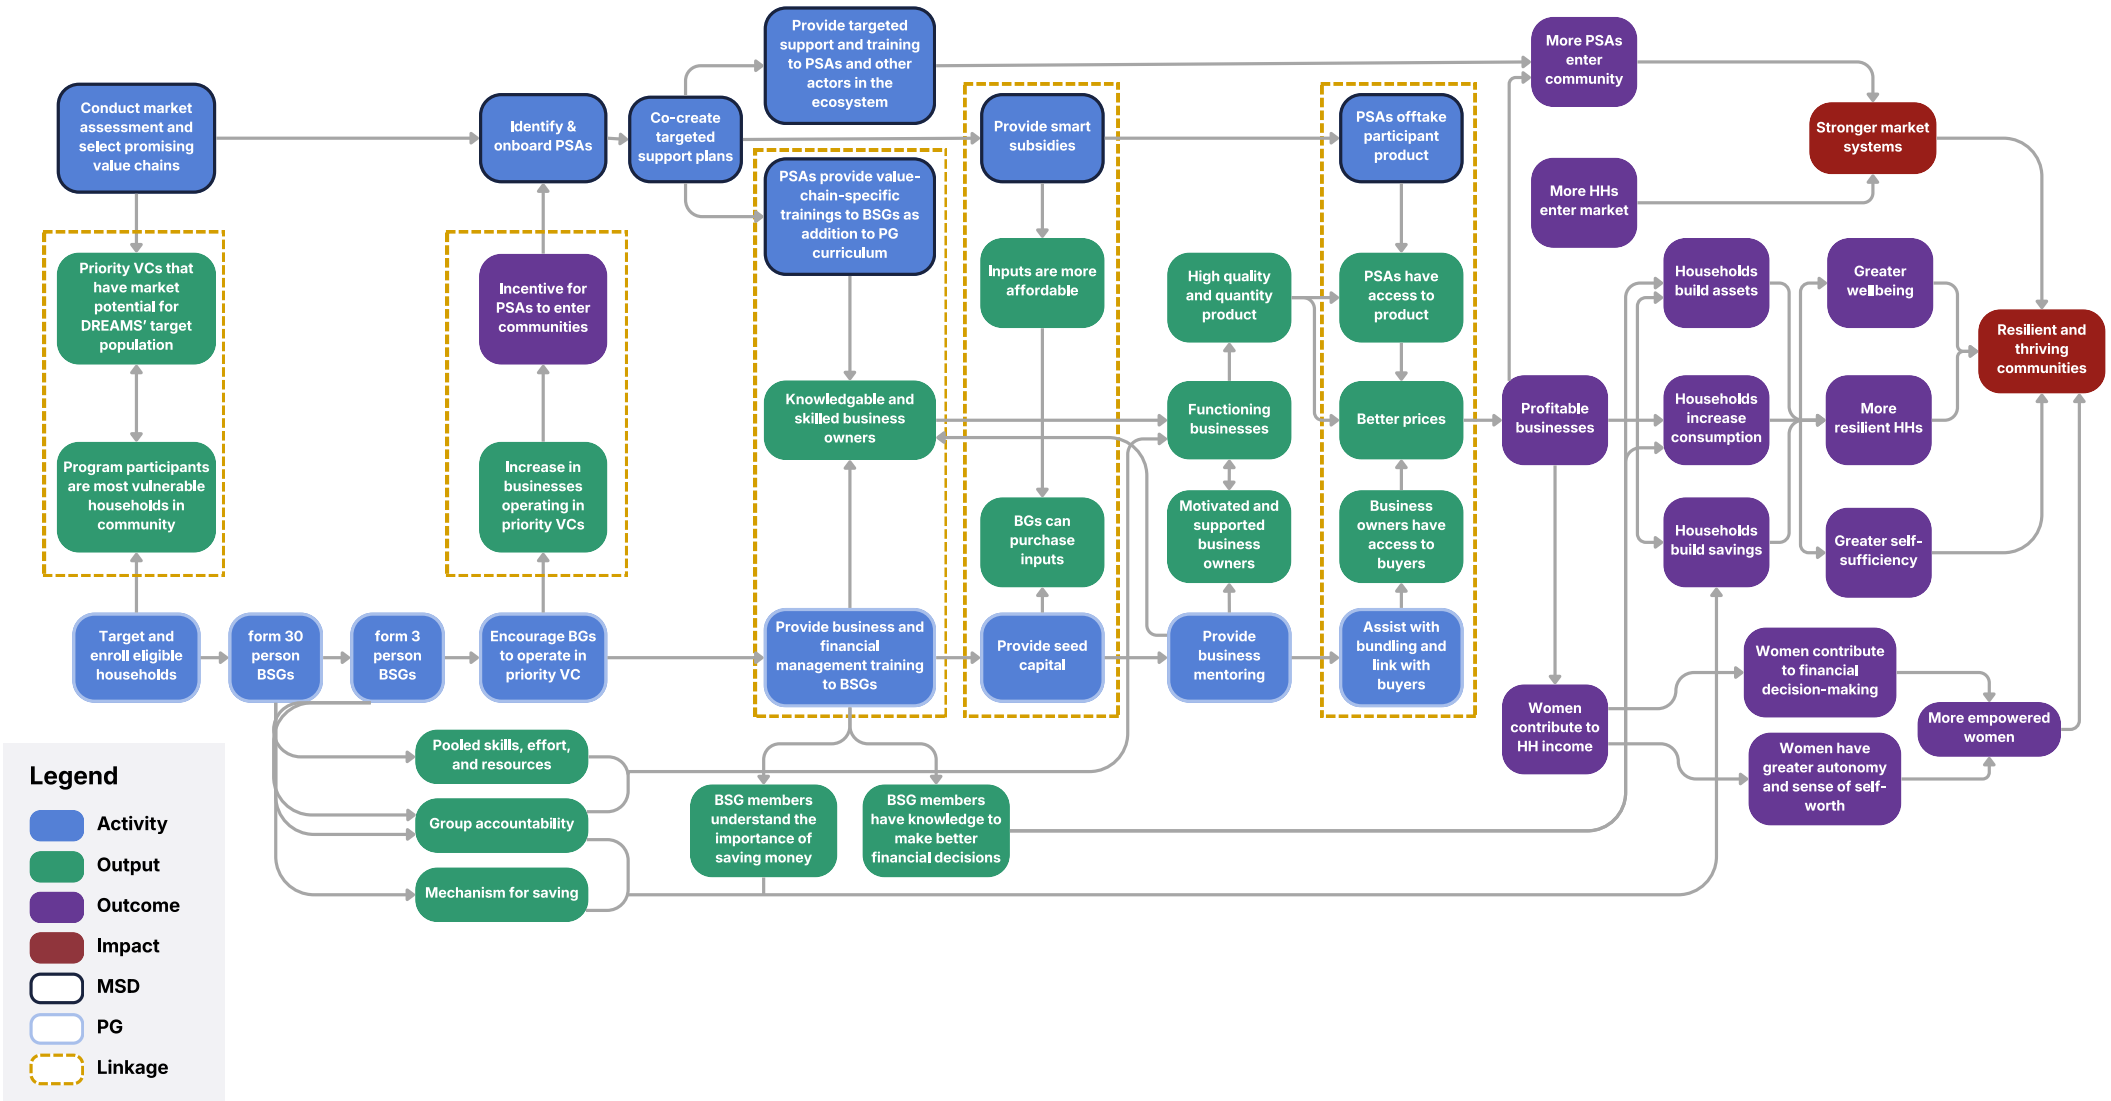 Provide targeted
support and training
to PSAs and other
actors in the
ecosystem
More PSAs
enter
community
Conduct market
assessment and
select promising
value chains
Identify &
onboard PSAs
Co-create
targeted
support plans
Provide smart
subsidies
PSAs offtake
participant
product
Stronger market
systems
PSAs provide value-
chain-specific
trainings to BSGs as
addition to PG
curriculum
More HHs
enter market
Priority VCs that
have market
potential for
DREAMS' target
population
Incentive for
PSAs to enter
communities
Inputs are more
affordable
High quality
and quantity
product
PSAs have
access to
product
Households
build assets
Greater
wellbeing
Resilient and
thriving
communities
Knowledgable and
skilled business
owners
Functioning
businesses
Better prices
Profitable
businesses
Households
increase
consumption
More
resilient HHs
Program participants
are most vulnerable
households in
community
Increase in
businesses
operating in
priority VCs
BGs can
purchase
inputs
Motivated and
supported
business
owners
Business
owners have
access to
buyers
Households
build savings
Greater self-
sufficiency
Target and
enroll eligible
households
form 30
person
BSGs
form 3
person
BSGs
Encourage BGs
to operate in
priority VC
Provide business and
financial
management training
to BSGs
Provide seed
capital
Provide
business
mentoring
Assist with
bundling and
link with
buyers
Women
contribute to
HH income
Women contribute
to financial
decision-making
More empowered
women
Women have
greater autonomy
and sense of self-
worth
Pooled skills, effort,
and resources
Group accountability
Mechanism for saving
BSG members
understand the
importance of
saving money
BSG members
have knowledge to
make better
financial decisions
Legend
Activity
Output
Outcome
Impact
MSD
PG
Linkage